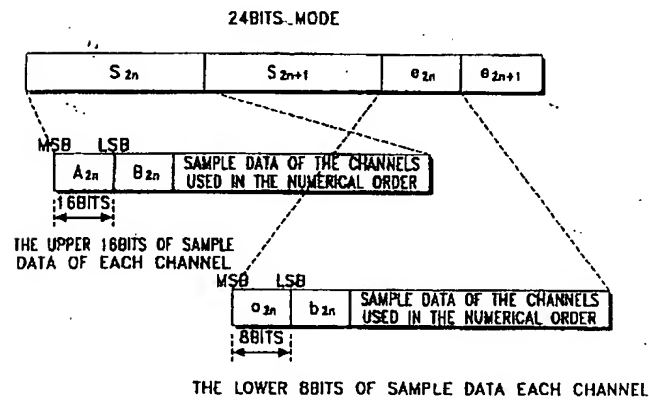 24BITS_MODE
S2n S2n+1 e2n e2n+1
MSB LSB
A2n B2n SAMPLE DATA OF THE CHANNELS
USED IN THE NUMERICAL ORDER
16BITS
THE UPPER 16BITS OF SAMPLE
DATA OF EACH CHANNEL
MSB LSB
a2n b2n SAMPLE DATA OF THE CHANNELS
USED IN THE NUMERICAL ORDER
8BITS
THE LOWER 8BITS OF SAMPLE DATA EACH CHANNEL